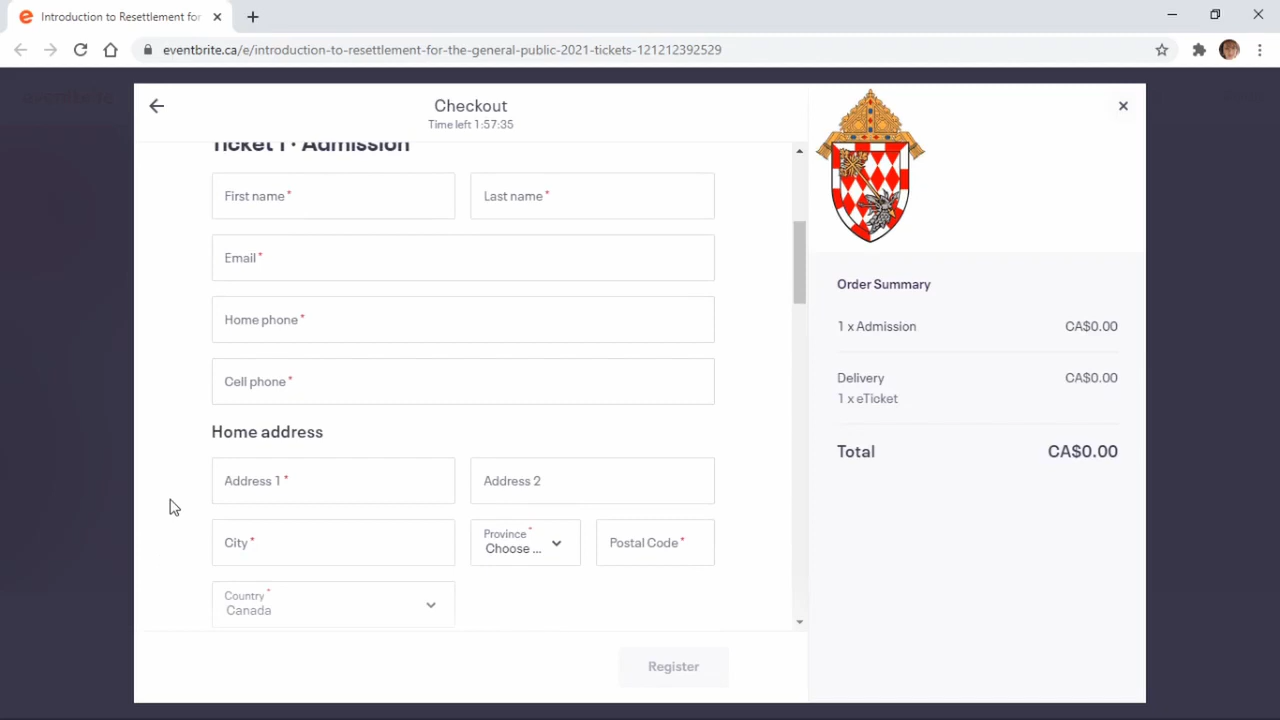 Introduction to Resettlement for
eventbrite.ca/e/introduction-to-resettlement-for-the-general-public-2021-tickets-121212392529
eventbrite
Checkout
Time left 1:57:35
Ticket 1 · Admission
First name*
Last name*
Email*
Home phone*
Cell phone*
Home address
Address 1*
Address 2
City*
Province*
Choose ...
Postal Code*
Country*
Canada
Register
Order Summary
1 x Admission CA$0.00
Delivery CA$0.00
1 x eTicket
Total CA$0.00